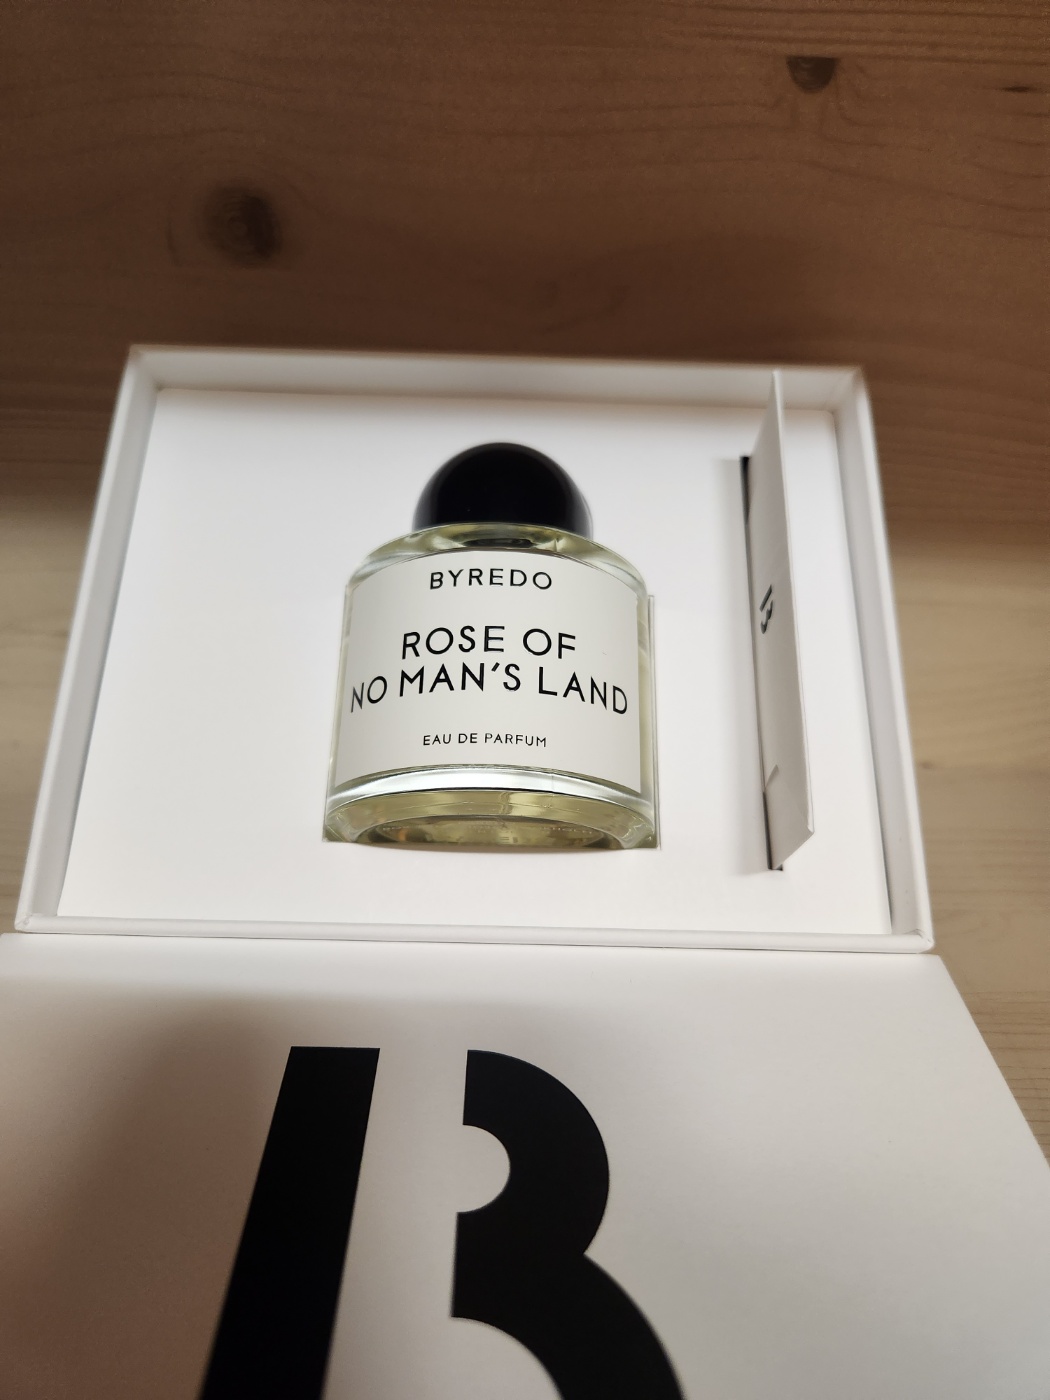 BYREDO
ROSE OF
NO MAN'S LAND
EAU DE PARFUM
B
B